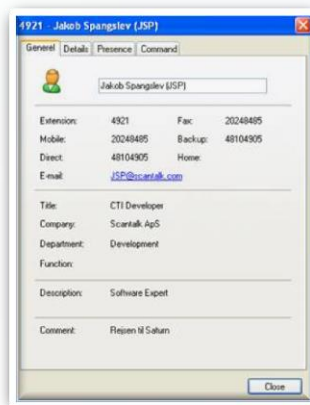 4921 - Jakob Spangslev (JSP)
General Details Presence Command
Jakob Spangslev (JSP)
Extension: 4921 Fax: 20248485
Mobile: 20248485 Backup: 48104905
Direct: 48104905 Home:
E-mail: JSP@scantalk.com
Title: CTI Developer
Company: Scantalk ApS
Department: Development
Function:
Description: Software Expert
Comment: Rejsen til Saturn
Close